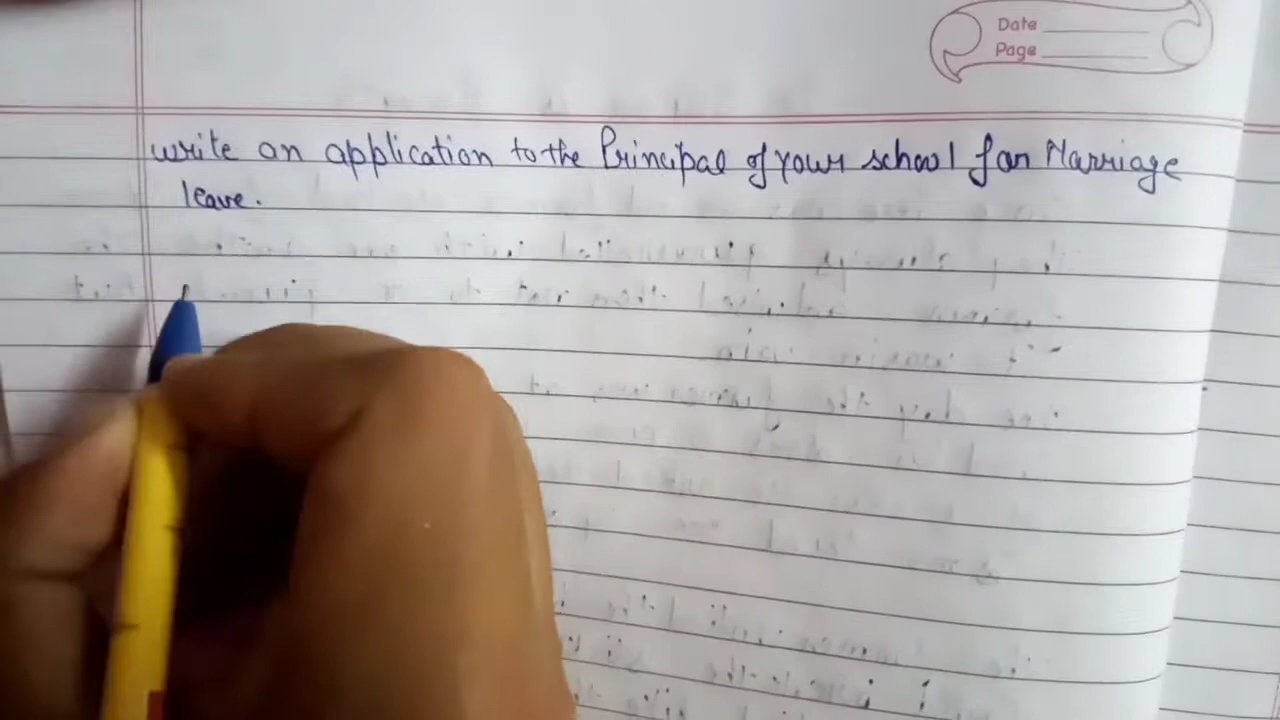 Date
Page
write an application to the Principal of your school for Marriage
leave.